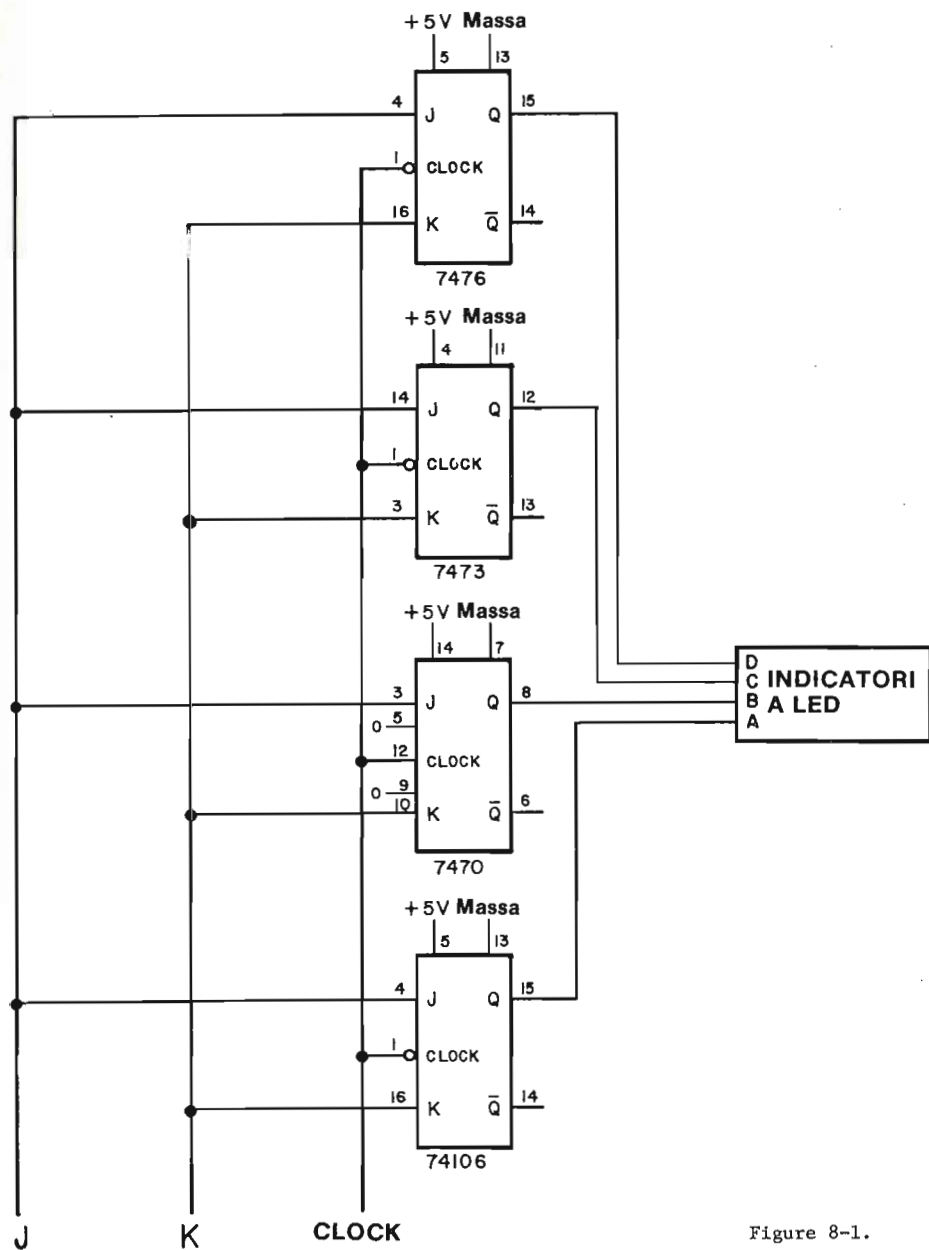 +5V Massa
5 13
4 J Q 15
1 CLOCK
16 K Q̅ 14
7476
+5V Massa
4 11
14 J Q 12
1 CLOCK
3 K Q̅ 13
7473
+5V Massa
14 7
3 J Q 8
0 5
12 CLOCK
0 9
10 K Q̅ 6
7470
D
C INDICATORI
B A LED
A
+5V Massa
5 13
4 J Q 15
1 CLOCK
16 K Q̅ 14
74106
J K CLOCK
Figure 8-1.